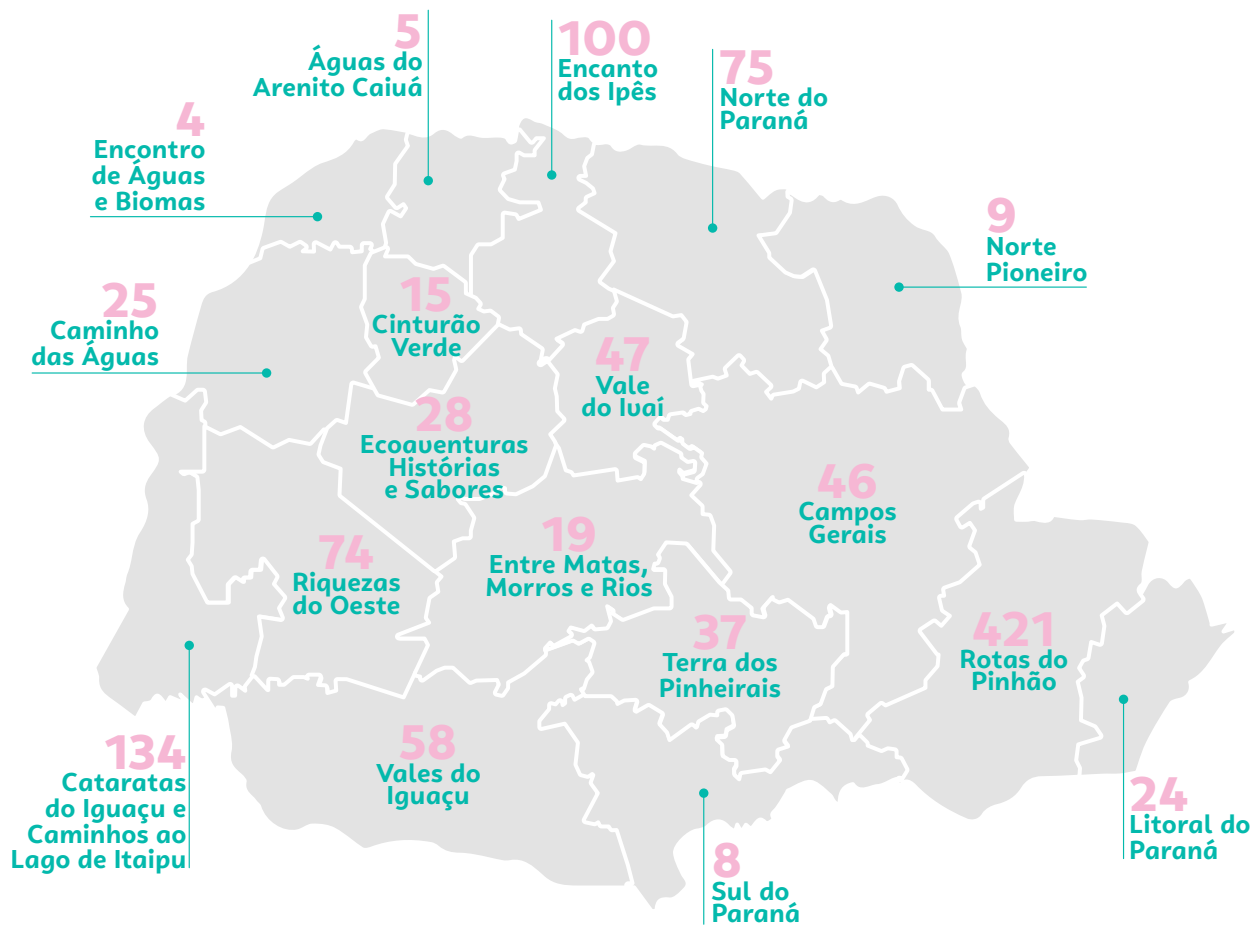 5
Águas do
Arenito Caiuá
100
Encanto
dos Ipês
75
Norte do
Paraná
4
Encontro
de Águas
e Biomas
9
Norte
Pioneiro
25
Caminho
das Águas
15
Cinturão
Verde
47
Vale
do Ivaí
28
Ecoaventuras
Histórias
e Sabores
46
Campos
Gerais
19
Entre Matas,
Morros e Rios
74
Riquezas
do Oeste
37
Terra dos
Pinheirais
421
Rotas do
Pinhão
134
Cataratas
do Iguaçu e
Caminhos ao
Lago de Itaipu
58
Vales do
Iguaçu
24
Litoral do
Paraná
8
Sul do
Paraná